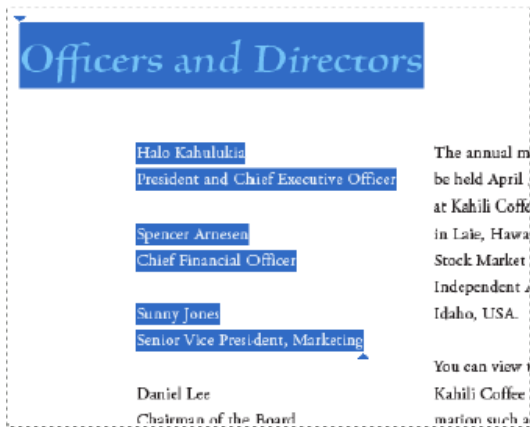 Officers and Directors
Halo Kahulukia
President and Chief Executive Officer
Spencer Arnesen
Chief Financial Officer
Sunny Jones
Senior Vice President, Marketing
Daniel Lee
Chairman of the Board
The annual
be held April
at Kahili
in Laie,
Stock Market
Independent
Idaho, USA.
You can view
Kahili Coffee
mation such